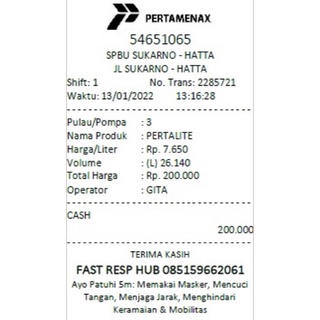 PERTAMENAX
54651065
SPBU SUKARNO - HATTA
JL SUKARNO - HATTA
Shift: 1 No. Trans: 2285721
Waktu: 13/01/2022 13:16:28
Pulau/Pompa : 3
Nama Produk : PERTALITE
Harga/Liter : Rp. 7.650
Volume : (L) 26.140
Total Harga : Rp. 200.000
Operator : GITA
CASH
200.000
TERIMA KASIH
FAST RESP HUB 085159662061
Ayo Patuhi 5m: Memakai Masker, Mencuci
Tangan, Menjaga Jarak, Menghindari
Keramaian & Mobilitas